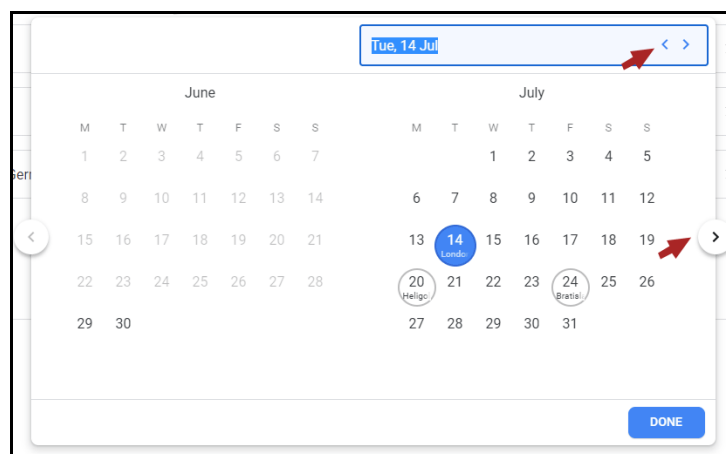 Tue, 14 Jul
June
M T W T F S S
1 2 3 4 5 6 7
8 9 10 11 12 13 14
15 16 17 18 19 20 21
22 23 24 25 26 27 28
29 30
July
M T W T F S S
1 2 3 4 5
6 7 8 9 10 11 12
13 14 15 16 17 18 19
Londo
20 21 22 23 24 25 26
Heligo Bratisl
27 28 29 30 31
DONE